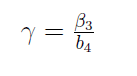 γ = β₃/b₄